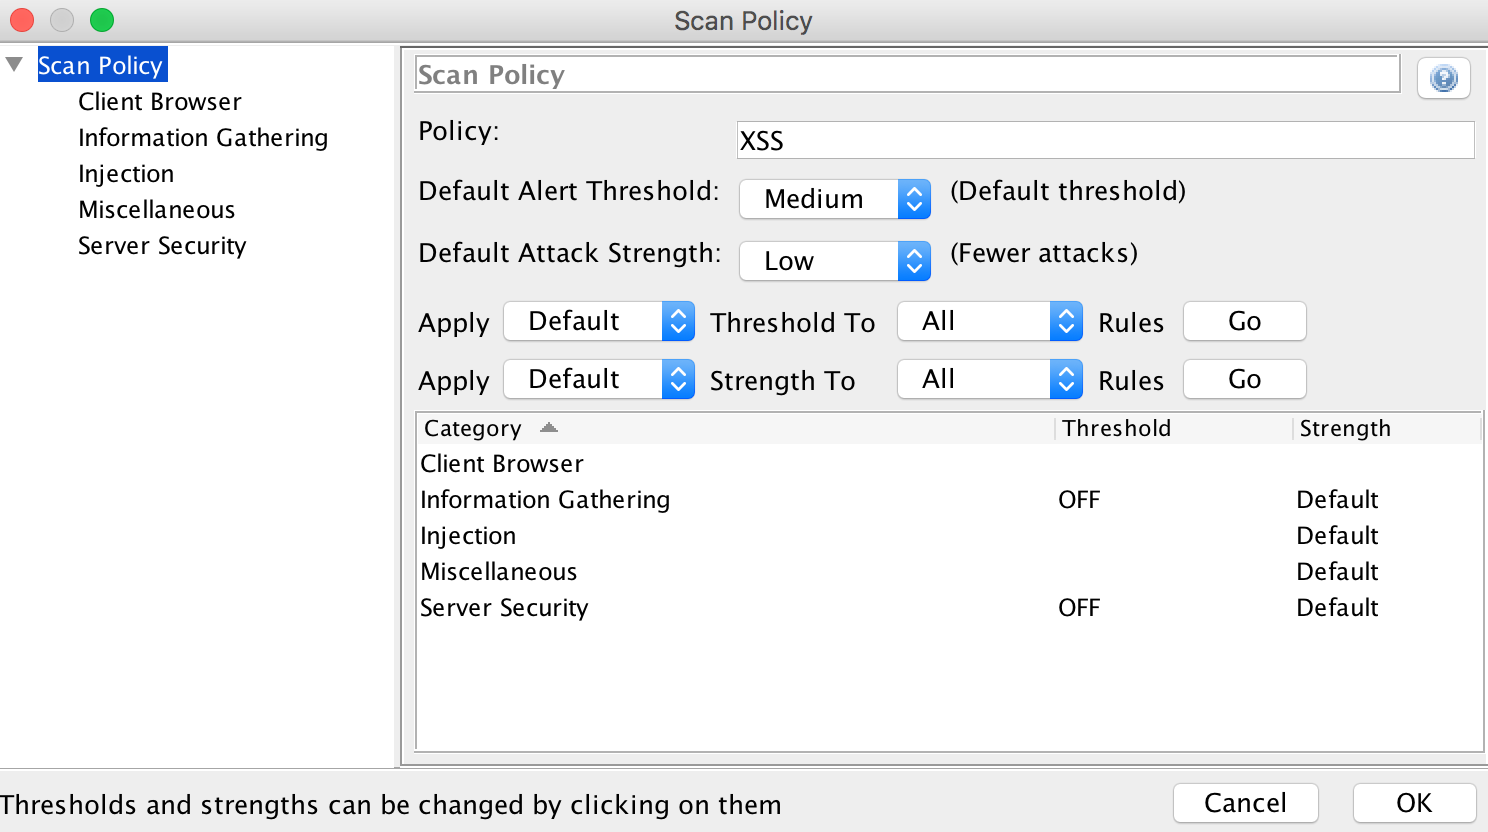 Scan Policy
Scan Policy
Client Browser
Information Gathering
Injection
Miscellaneous
Server Security
Scan Policy
?
Policy: XSS
Default Alert Threshold: Medium (Default threshold)
Default Attack Strength: Low (Fewer attacks)
Apply Default Threshold To All Rules Go
Apply Default Strength To All Rules Go
Category Threshold Strength
Client Browser
Information Gathering OFF Default
Injection Default
Miscellaneous Default
Server Security OFF Default
Thresholds and strengths can be changed by clicking on them
Cancel OK